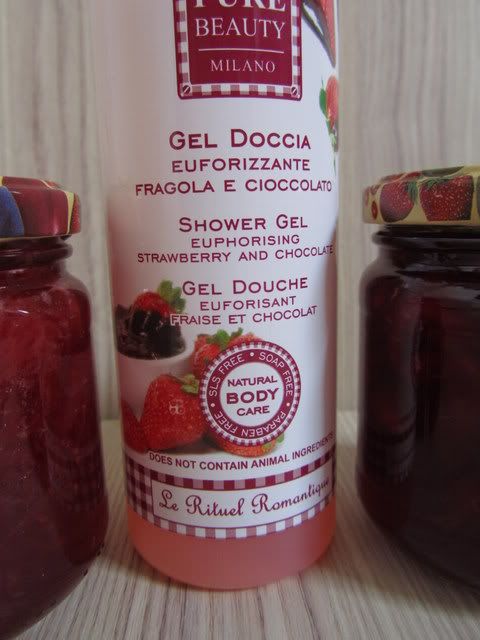 PURE
BEAUTY
MILANO
GEL DOCCIA
EUFORIZZANTE
FRAGOLA E CIOCCOLATO
SHOWER GEL
EUPHORISING
STRAWBERRY AND CHOCOLATE
GEL DOUCHE
EUFORISANT
FRAISE ET CHOCOLAT
SLS FREE • SOAP FREE • PARABEN FREE •
NATURAL
BODY
CARE
DOES NOT CONTAIN ANIMAL INGREDIENTS
Le Rituel Romantique